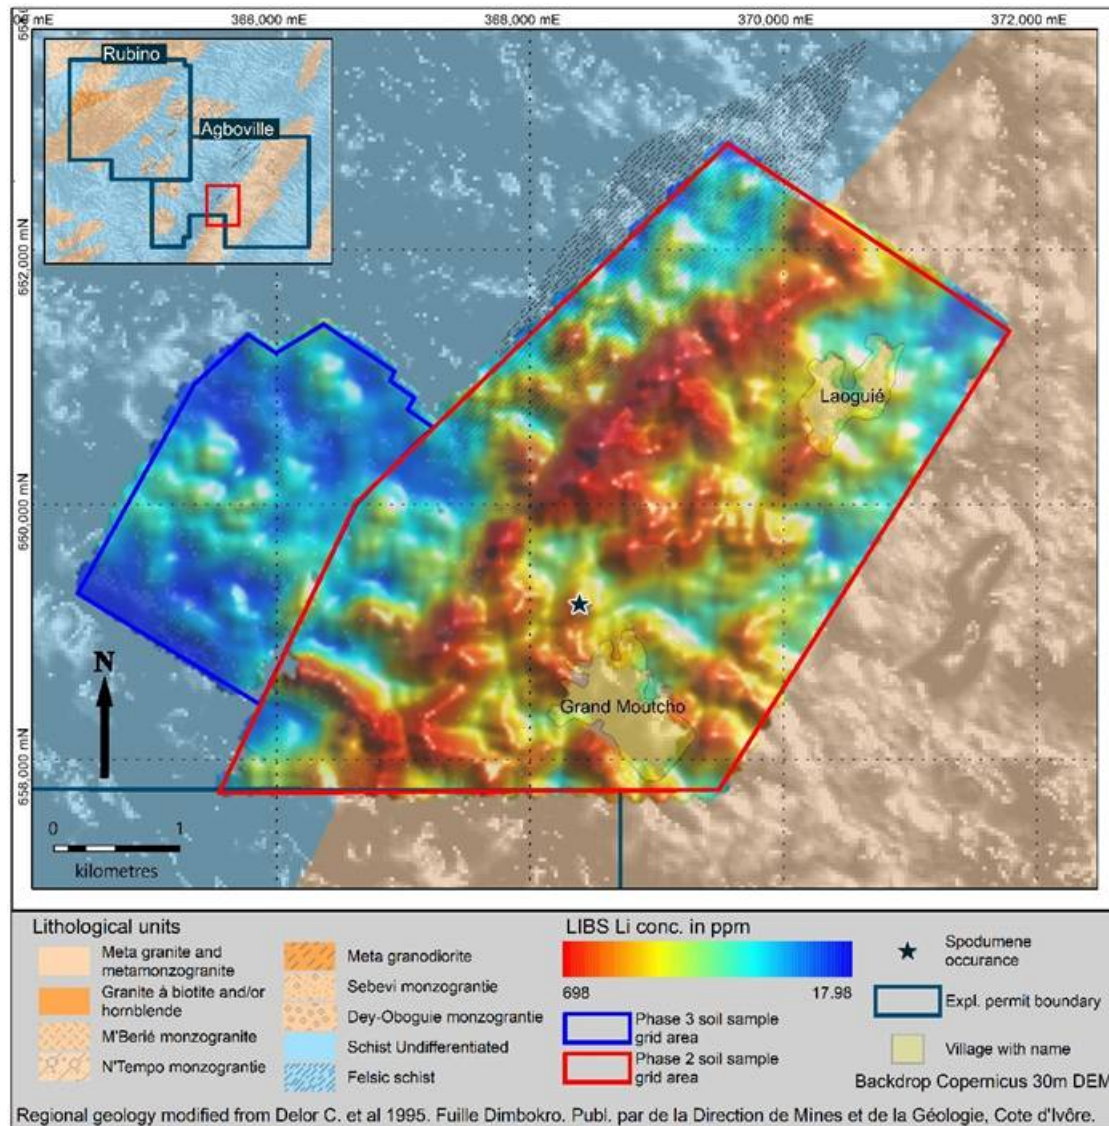 368,000 mE
368,000 mE
370,000 mE
372,000 mE
Rubino
Agboville
662,000 mN
660,000 mN
658,000 mN
Laoguié
Grand Moutcho
N
0 1
kilometres
Lithological units
Meta granite and
metamonzogranite
Granite à biotite and/or
hornblende
M'Berié monzogranite
N'Tempo monzograntie
Meta granodiorite
Sebevi monzograntie
Dey-Oboguie monzograntie
Schist Undifferentiated
Felsic schist
LIBS Li conc. in ppm
698 17.98
Phase 3 soil sample
grid area
Phase 2 soil sample
grid area
Spodumene
occurance
Expl. permit boundary
Village with name
Backdrop Copernicus 30m DEM
Regional geology modified from Delor C. et al 1995. Fuille Dimbokro. Publ. par de la Direction de Mines et de la Géologie, Cote d'Ivôre.